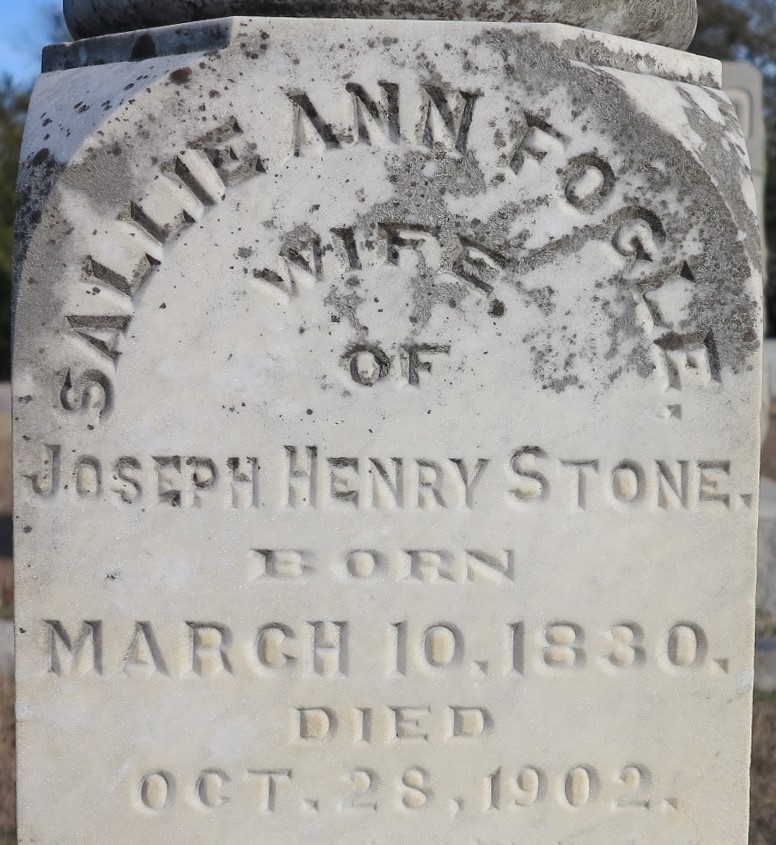 SALLIE ANN FOGLE.
WIFE
OF
JOSEPH HENRY STONE.
BORN
MARCH 10, 1830.
DIED
OCT. 28, 1902.